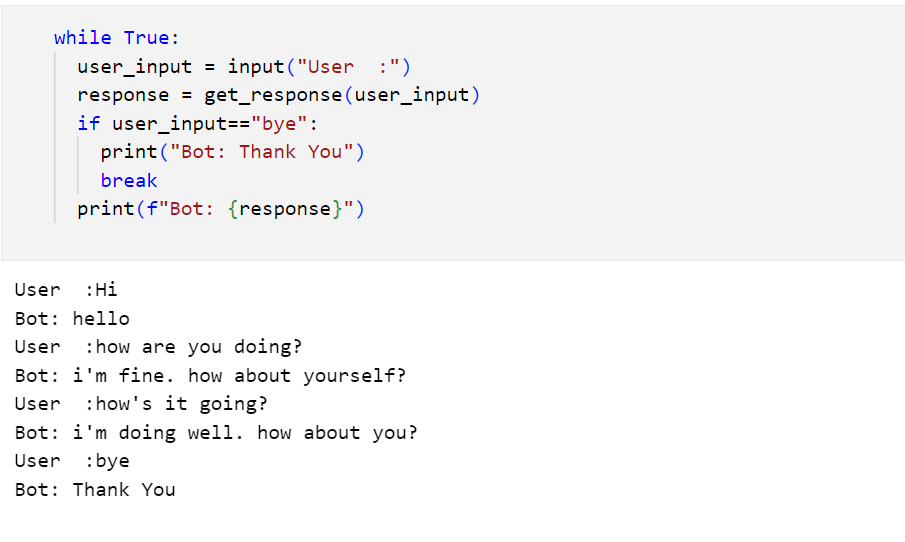 while True:
  user_input = input("User  :")
  response = get_response(user_input)
  if user_input=="bye":
    print("Bot: Thank You")
    break
  print(f"Bot: {response}")
User  :Hi
Bot: hello
User  :how are you doing?
Bot: i'm fine. how about yourself?
User  :how's it going?
Bot: i'm doing well. how about you?
User  :bye
Bot: Thank You